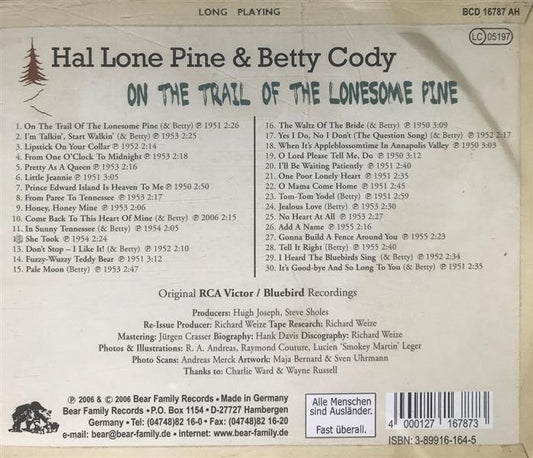 LONG PLAYING
BCD 16787 AH
LC 05197
Hal Lone Pine & Betty Cody
ON THE TRAIL OF THE LONESOME PINE
1. On The Trail Of The Lonesome Pine (& Betty) ℗ 1951 2:26
2. I'm Talkin', Start Walkin' (& Betty) ℗ 1953 2:25
3. Lipstick On Your Collar ℗ 1952 2:14
4. From One O'Clock To Midnight ℗ 1953 2:18
5. Pretty As A Queen ℗ 1953 2:16
6. Little Jeannie ℗ 1951 3:05
7. Prince Edward Island Is Heaven To Me ℗ 1950 2:50
8. From Paree To Tennessee ℗ 1953 2:17
9. Honey, Honey Mine ℗ 1953 2:06
10. Come Back To This Heart Of Mine (& Betty) ℗ 2006 2:15
11. In Sunny Tennessee (& Betty) ℗ 1954 2:05
She Took ℗ 1954 2:24
13. Don't Stop – I Like It! (& Betty) ℗ 1952 2:10
14. Fuzzy-Wuzzy Teddy Bear ℗ 1951 3:12
15. Pale Moon (Betty) ℗ 1953 2:47
16. The Waltz Of The Bride (& Betty) ℗ 1950 3:09
17. Yes I Do, No I Don't (The Question Song) (& Betty) ℗ 1952 2:17
18. When It's Appleblossomtime In Annapolis Valley ℗ 1950 3:03
19. O Lord Please Tell Me, Do ℗ 1950 3:12
20. I'll Be Waiting Patiently ℗ 1951 2:40
21. One Poor Lonely Heart ℗ 1951 2:35
22. O Mama Come Home ℗ 1951 2:45
23. Tom-Tom Yodel (Betty) ℗ 1951 2:59
24. Jealous Love (Betty) ℗ 1953 2:30
25. No Heart At All ℗ 1953 2:27
26. Add A Name ℗ 1955 2:16
27. Gonna Build A Fence Around You ℗ 1955 2:23
28. Tell It Right (Betty) ℗ 1951 2:40
29. I Heard The Bluebirds Sing (& Betty) ℗ 1952 2:34
30. It's Good-bye And So Long To You (& Betty) ℗ 1951 2:35
Original RCA Victor / Bluebird Recordings
Producers: Hugh Joseph, Steve Sholes
Re-Issue Producer: Richard Weize Tape Research: Richard Weize
Mastering: Jürgen Crasser Biography: Hank Davis Discography: Richard Weize
Photos & Illustrations: R. A. Andreas, Raymond Couture, Lucien 'Smokey Martin' Leger
Photo Scans: Andreas Merck Artwork: Maja Bernard & Sven Uhrmann
Thanks to: Charlie Ward & Wayne Russell
℗ 2006 & © 2006 Bear Family Records • Made in Germany
Bear Family Records • P.O. Box 1154 • D-27727 Hambergen
Germany • Tel: (04748)82 16-0 • Fax: (04748)82 16-20
e-mail: bear@bear-family.de • internet: www.bear-family.de
Alle Menschen
sind Ausländer.
Fast überall.
4 000127 167873
ISBN: 3-89916-164-5